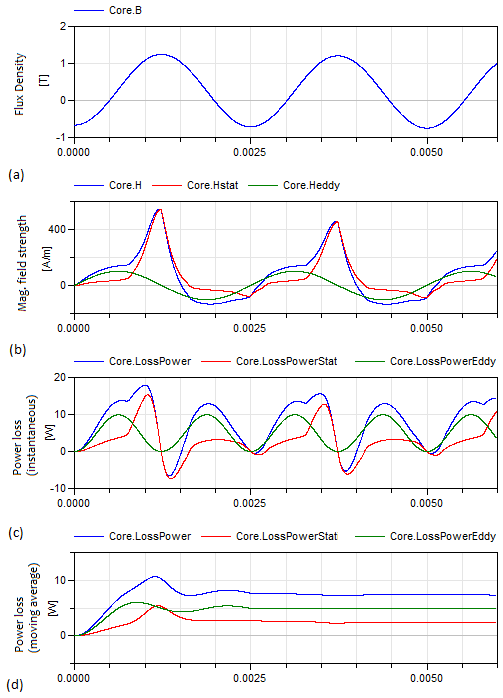 Core.B
Flux Density
[T]
2
1
0
-1
0.0000 0.0025 0.0050
(a)
Core.H Core.Hstat Core.Heddy
Mag. field strength
[A/m]
400
0
0.0000 0.0025 0.0050
(b)
Core.LossPower Core.LossPowerStat Core.LossPowerEddy
Power loss
(instantaneous)
[W]
20
10
0
-10
0.0000 0.0025 0.0050
(c)
Core.LossPower Core.LossPowerStat Core.LossPowerEddy
Power loss
(moving average)
[W]
10
0
0.0000 0.0025 0.0050
(d)